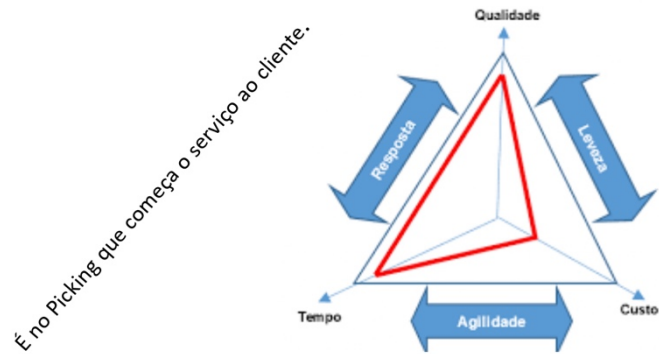 É no Picking que começa o serviço ao cliente.
Qualidade
Resposta
Leveza
Tempo
Agilidade
Custo